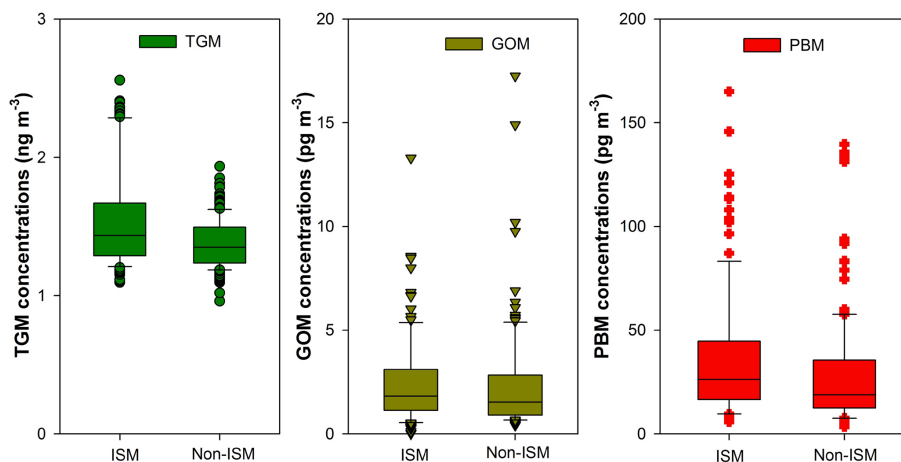 TGM concentrations (ng m-3)
3
2
1
0
TGM
ISM
Non-ISM
GOM concentrations (pg m-3)
20
15
10
5
0
GOM
ISM
Non-ISM
PBM concentrations (pg m-3)
200
150
100
50
0
PBM
ISM
Non-ISM